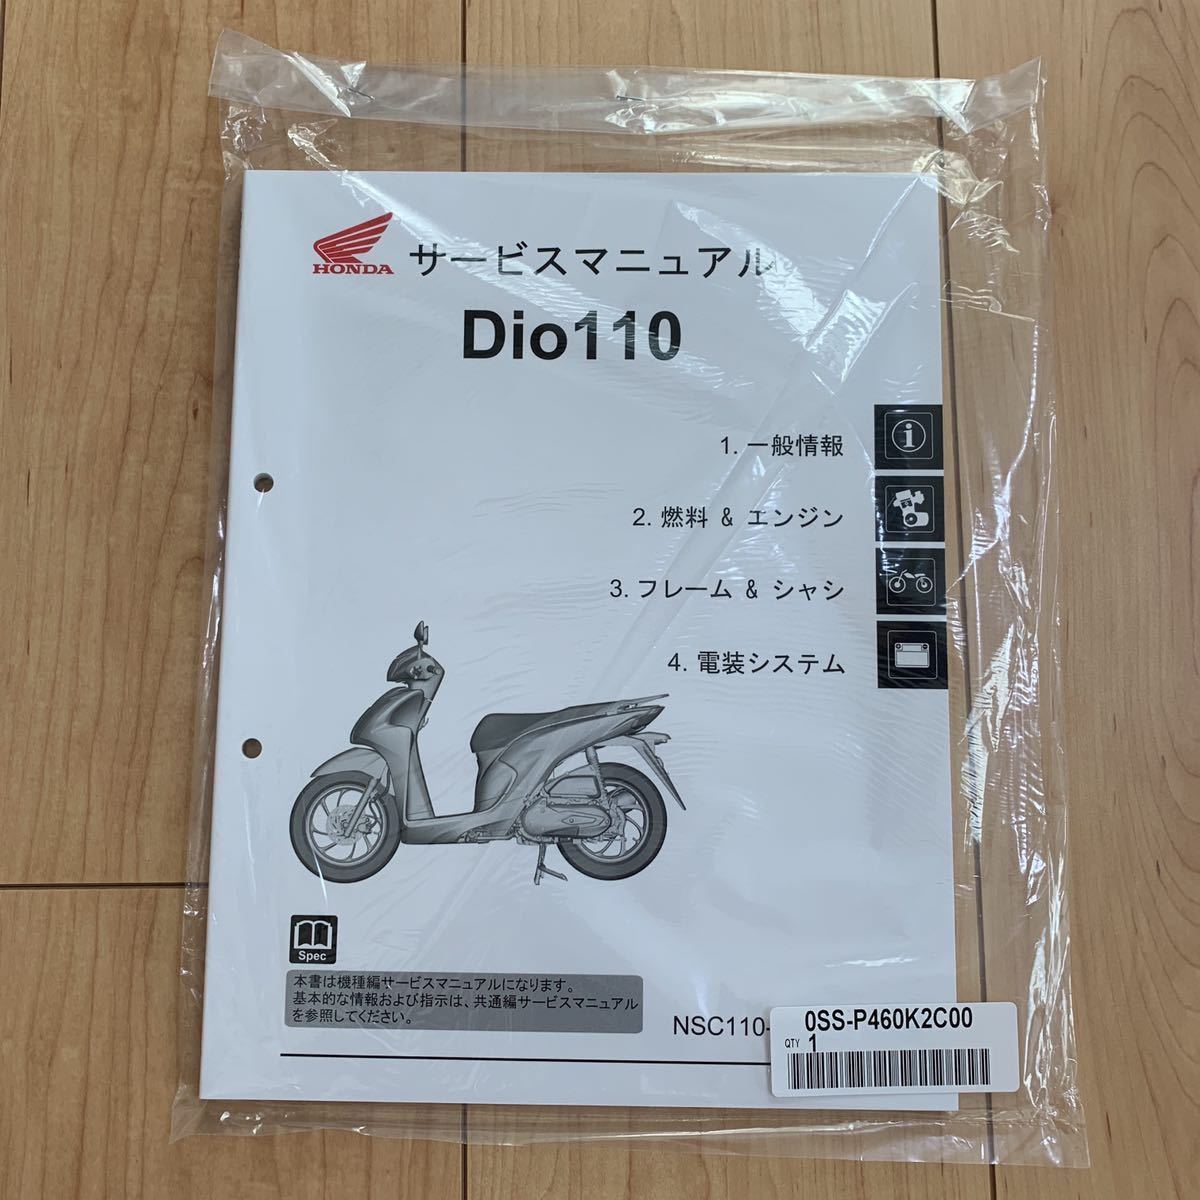 HONDA
サービスマニュアル
Dio110
1. 一般情報
2. 燃料 & エンジン
3. フレーム & シャシ
4. 電装システム
Spec
本書は機種編サービスマニュアルになります。
基本的な情報および指示は、共通編サービスマニュアル
を参照してください。
NSC110-
0SS-P460K2C00
QTY 1